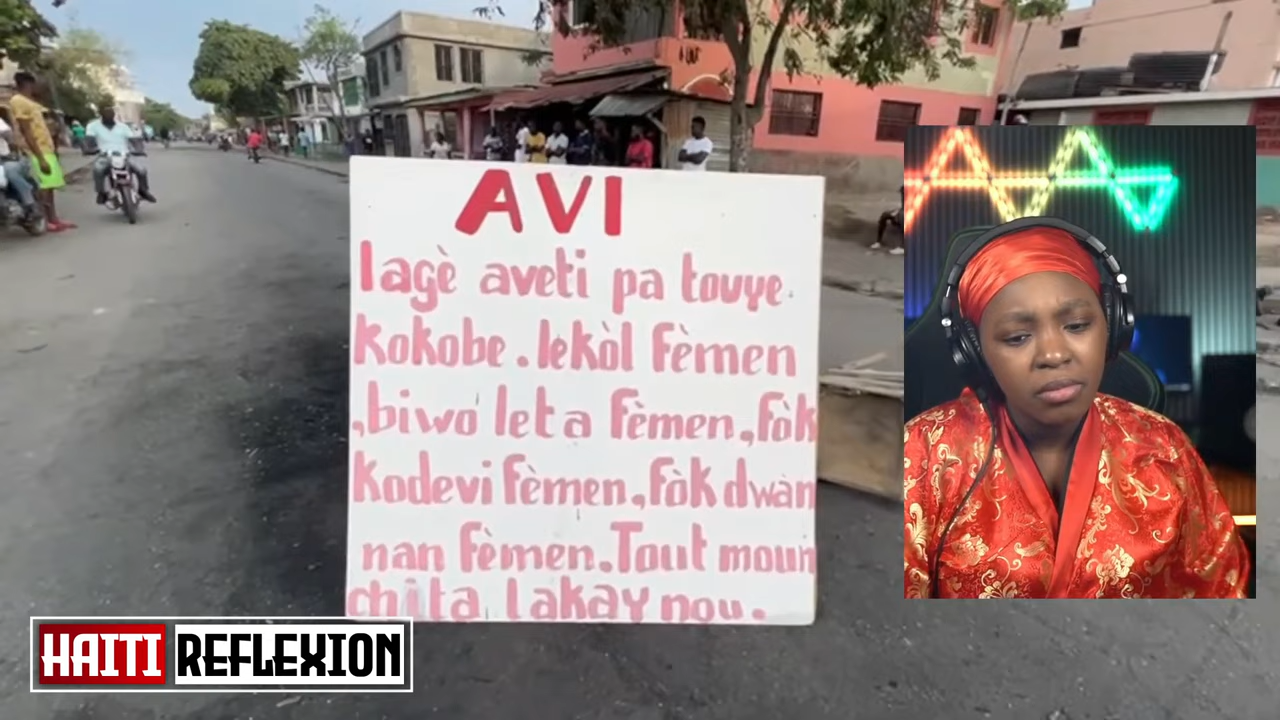 AVI
lagè aveti pa touye
kokobe. lekòl fèmen
,biwo leta fèmen,fòk
kodevi fèmen,fòk dwàn
nan fèmen.Tout moun
chita lakay nou.
HAITI REFLEXION